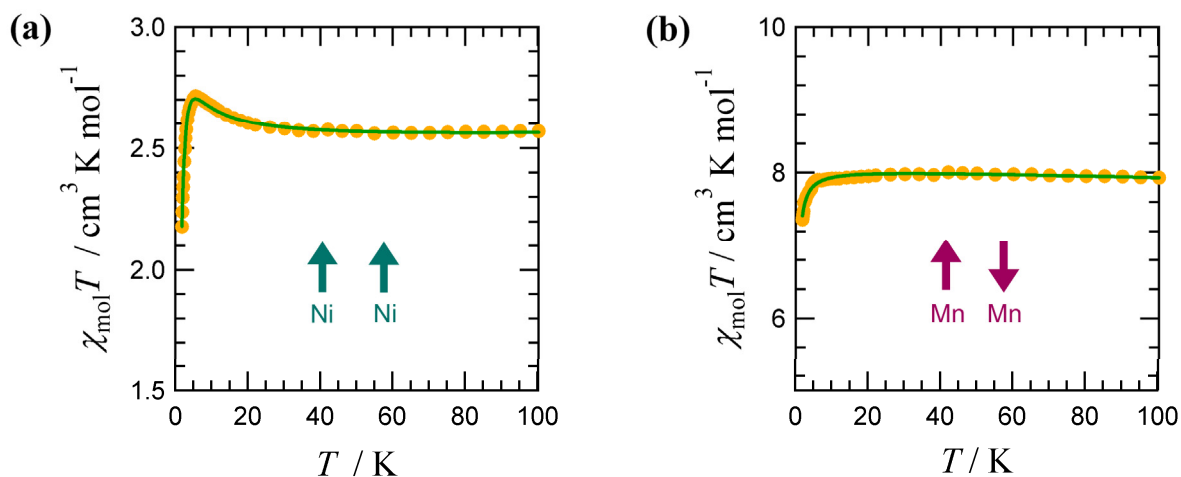 (a)
3.0
2.5
2.0
1.5
χmolT / cm³ K mol⁻¹
Ni Ni
0 20 40 60 80 100
T / K
(b)
10
8
6
χmolT / cm³ K mol⁻¹
Mn Mn
0 20 40 60 80 100
T / K